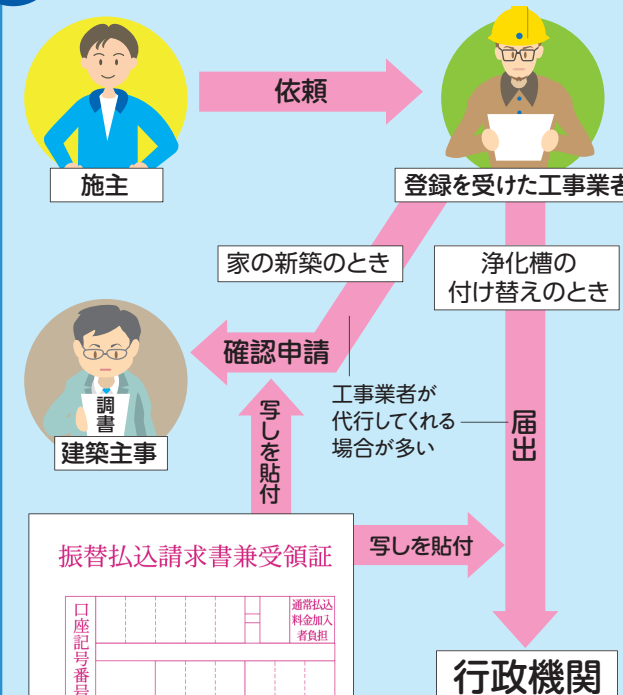 依頼
施主
登録を受けた工事業者
家の新築のとき
浄化槽の
付け替えのとき
確認申請
調書
建築主事
工事業者が
代行してくれる
場合が多い
届出
写しを貼付
写しを貼付
振替払込請求書兼受領証
口座記号番号
通常払込
料金加入
者負担
行政機関